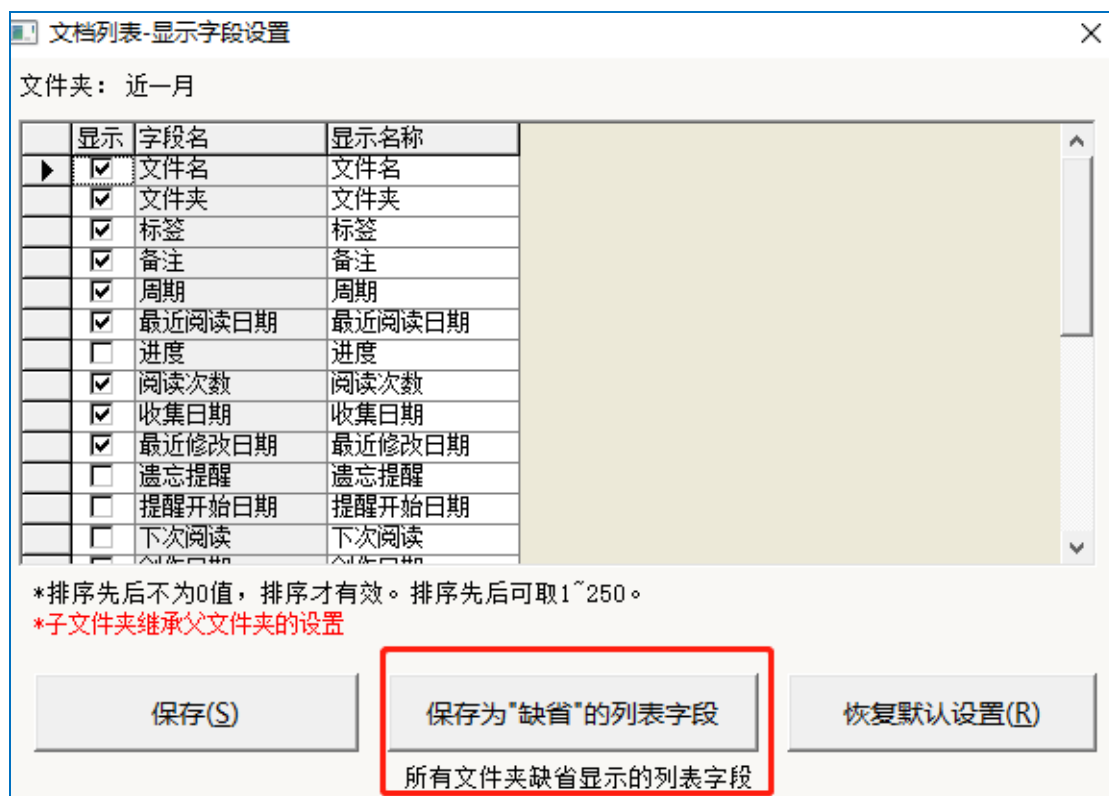 文档列表-显示字段设置
文件夹： 近一月
显示 字段名 显示名称
文件名 文件名
文件夹 文件夹
标签 标签
备注 备注
周期 周期
最近阅读日期 最近阅读日期
进度 进度
阅读次数 阅读次数
收集日期 收集日期
最近修改日期 最近修改日期
遗忘提醒 遗忘提醒
提醒开始日期 提醒开始日期
下次阅读 下次阅读
*排序先后不为0值，排序才有效。排序先后可取1~250。
*子文件夹继承父文件夹的设置
保存(S) 保存为"缺省"的列表字段 恢复默认设置(R)
所有文件夹缺省显示的列表字段